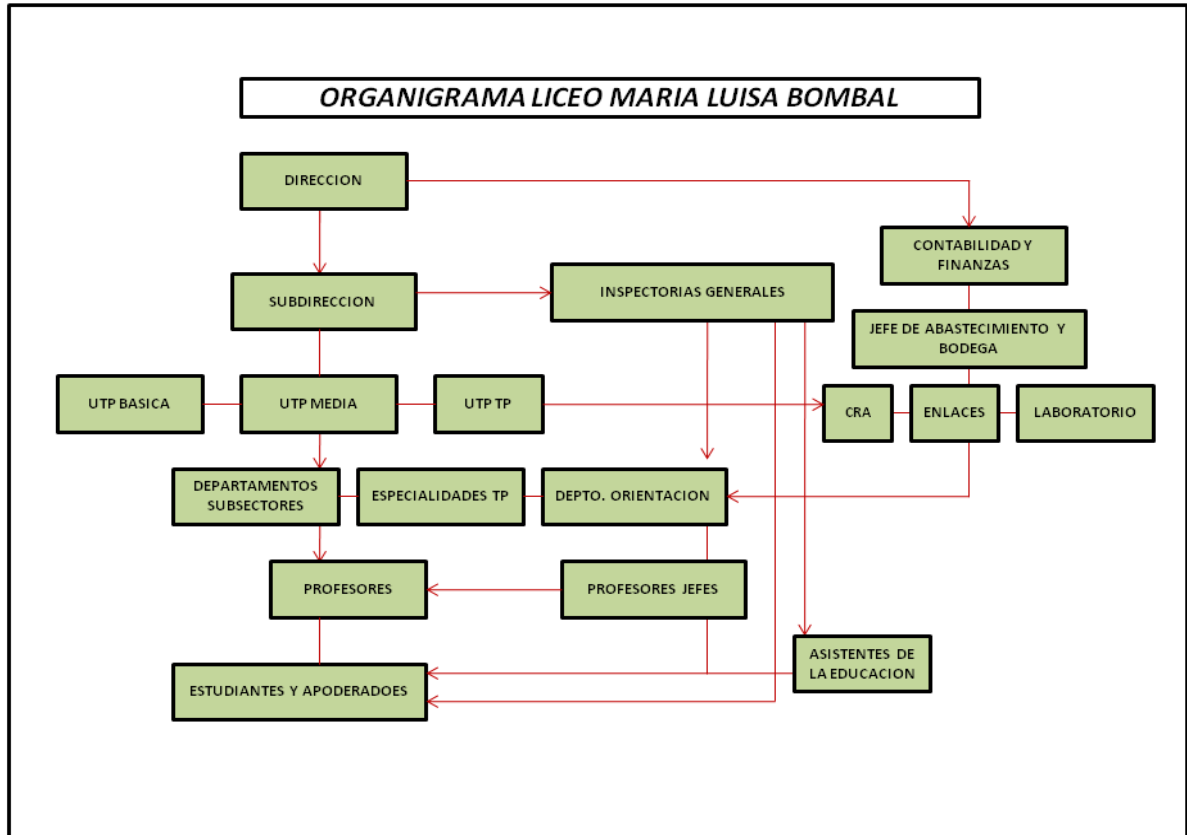 ORGANIGRAMA LICEO MARIA LUISA BOMBAL
DIRECCION
CONTABILIDAD Y
FINANZAS
SUBDIRECCION
INSPECTORIAS GENERALES
JEFE DE ABASTECIMIENTO Y
BODEGA
UTP BASICA
UTP MEDIA
UTP TP
CRA
ENLACES
LABORATORIO
DEPARTAMENTOS
SUBSECTORES
ESPECIALIDADES TP
DEPTO. ORIENTACION
PROFESORES
PROFESORES JEFES
ASISTENTES DE
LA EDUCACION
ESTUDIANTES Y APODERADOES